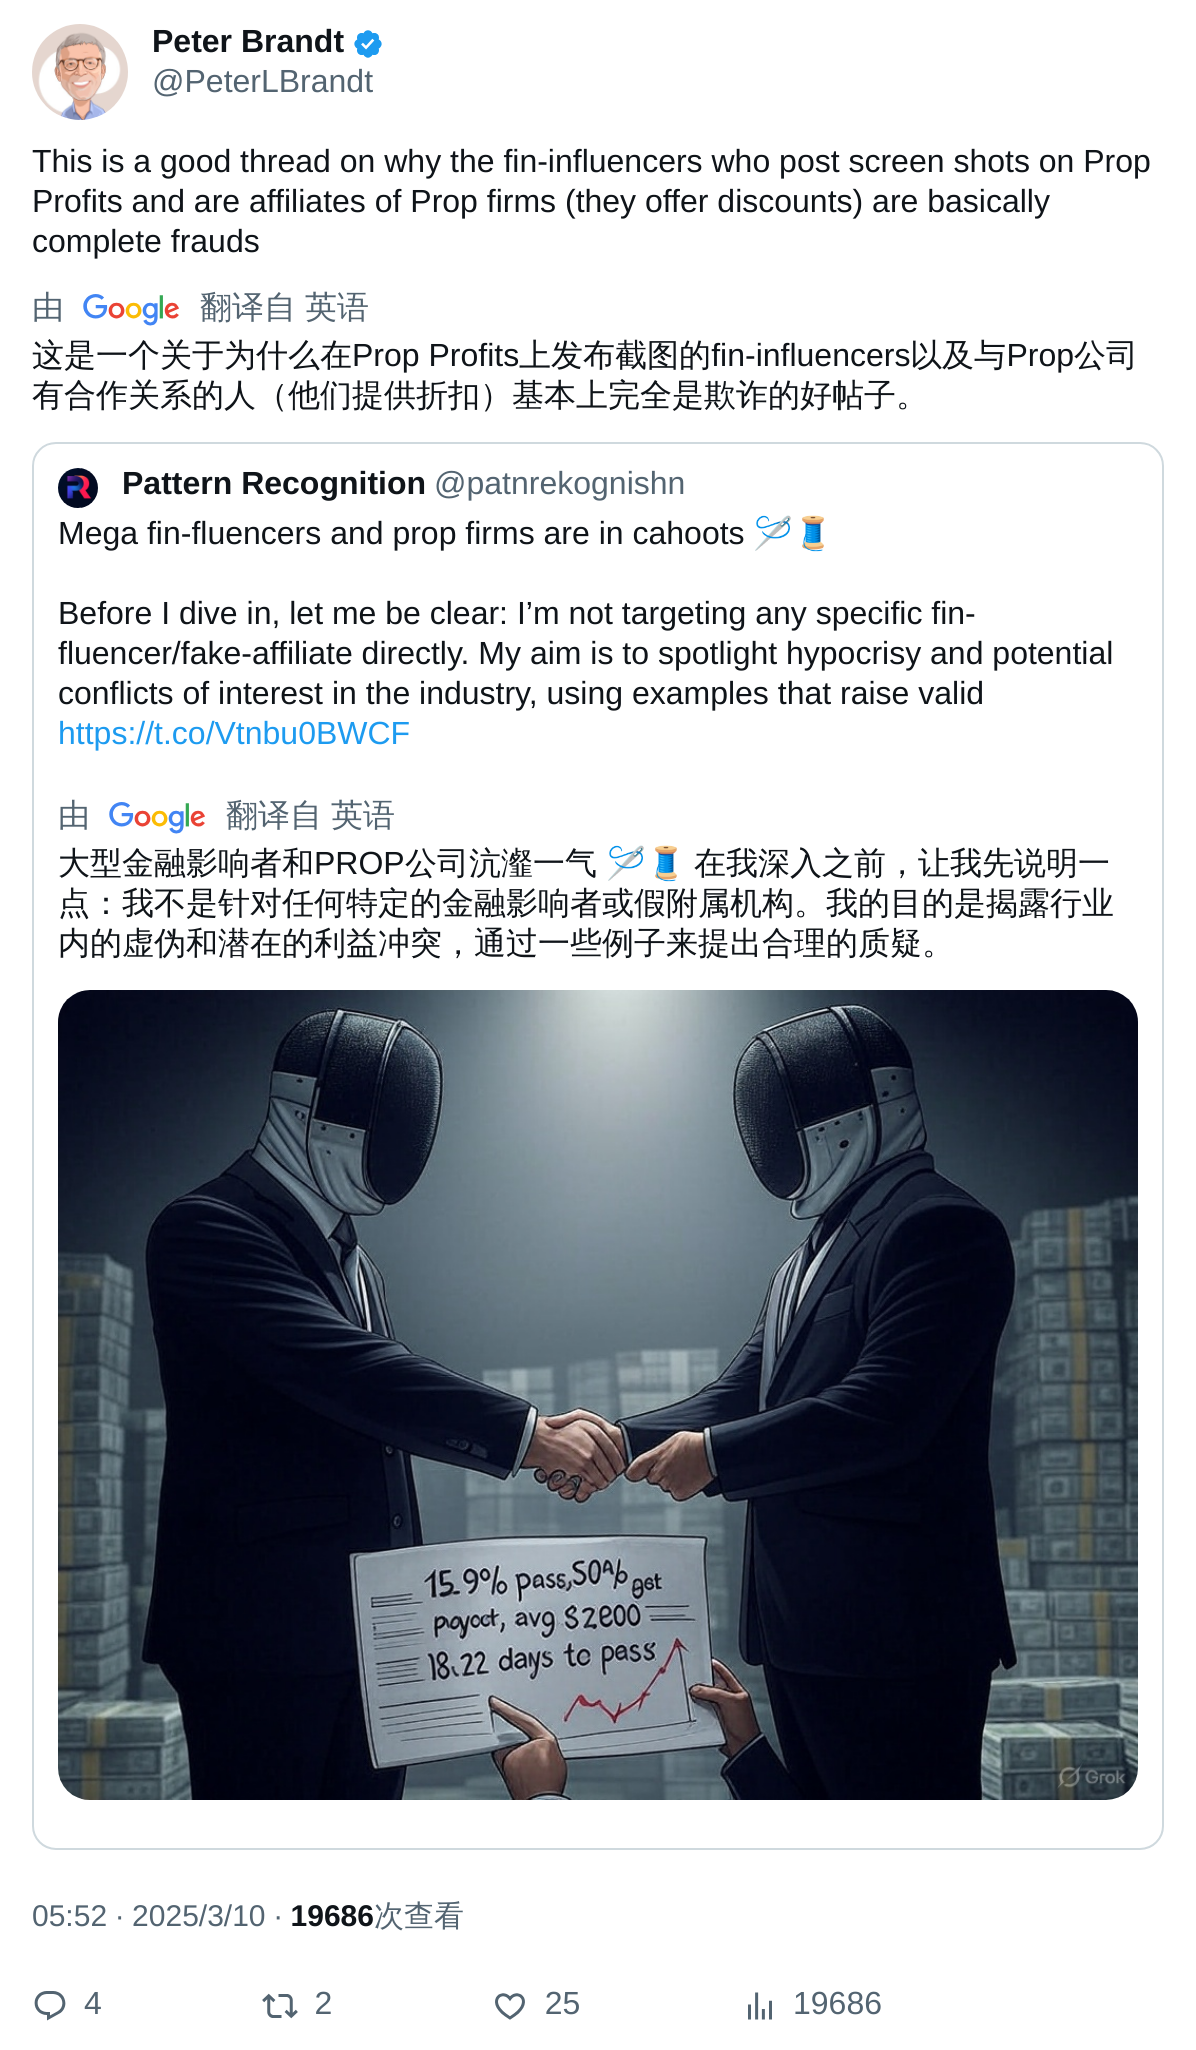 Peter Brandt
@PeterLBrandt
This is a good thread on why the fin-influencers who post screen shots on Prop
Profits and are affiliates of Prop firms (they offer discounts) are basically
complete frauds
由 Google 翻译自 英语
这是一个关于为什么在Prop Profits上发布截图的fin-influencers以及与Prop公司
有合作关系的人（他们提供折扣）基本上完全是欺诈的好帖子。
Pattern Recognition @patnrekognishn
Mega fin-fluencers and prop firms are in cahoots 🪡🧵
Before I dive in, let me be clear: I’m not targeting any specific fin-
fluencer/fake-affiliate directly. My aim is to spotlight hypocrisy and potential
conflicts of interest in the industry, using examples that raise valid
https://t.co/Vtnbu0BWCF
由 Google 翻译自 英语
大型金融影响者和PROP公司沆瀣一气 🪡🧵 在我深入之前，让我先说明一
点：我不是针对任何特定的金融影响者或假附属机构。我的目的是揭露行业
内的虚伪和潜在的利益冲突，通过一些例子来提出合理的质疑。
15.9% pass, 50% get
payoct, avg $2800
18.22 days to pass
Grok
05:52 · 2025/3/10 · 19686次查看
4 2 25 19686